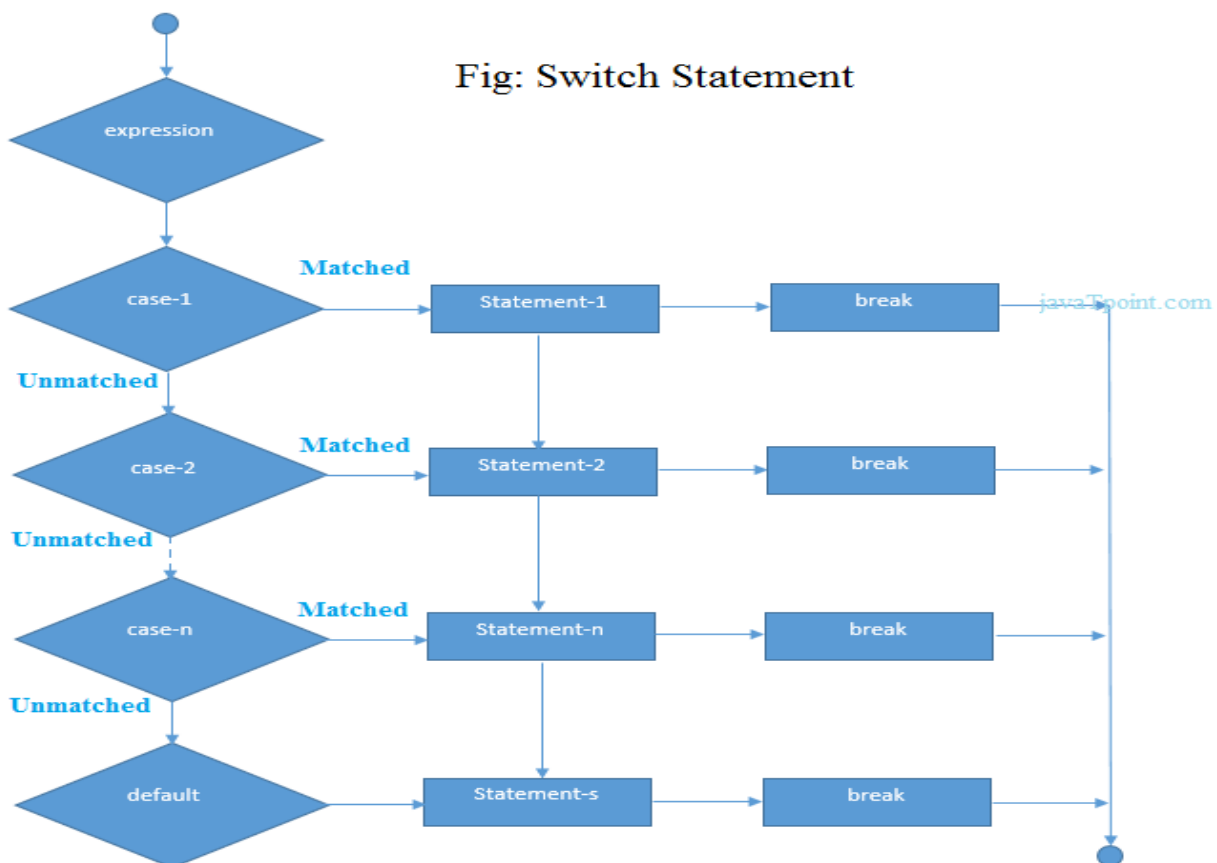 Fig: Switch Statement
expression
case-1
Matched
Statement-1
break
javaTpoint.com
Unmatched
case-2
Matched
Statement-2
break
Unmatched
case-n
Matched
Statement-n
break
Unmatched
default
Statement-s
break